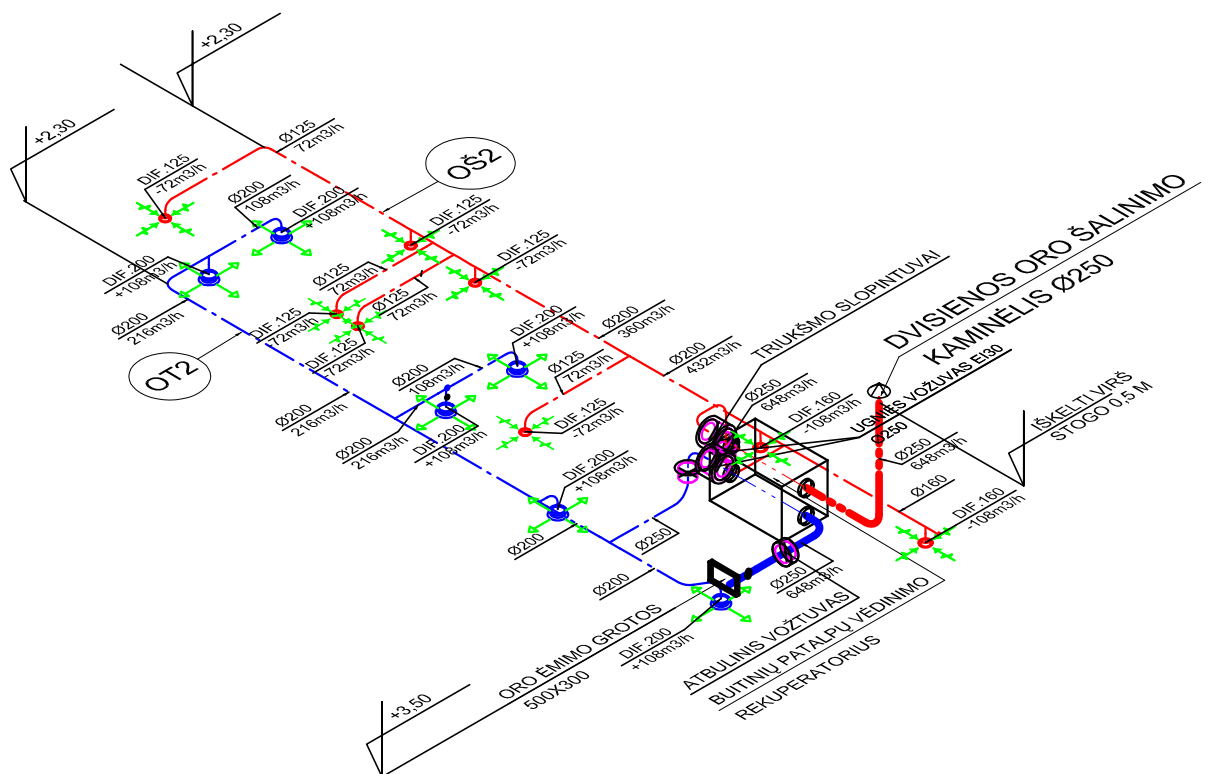 +2,30
+2,30
Ø125
72m3/h
OŠ2
DIF.125
-72m3/h
Ø200
108m3/h
DIF.200
+108m3/h
DIF.125
-72m3/h
DIF.125
-72m3/h
DIF.200
+108m3/h
Ø200
216m3/h
Ø125
72m3/h
Ø125
72m3/h
DIF.125
-72m3/h
DIF.125
-72m3/h
OT2
DIF.200
+108m3/h
Ø200
360m3/h
Ø200
432m3/h
TRIUKŠMO SLOPINTUVAI
DVISIENOS ORO ŠALINIMO
KAMINĖLIS Ø250
Ø200
108m3/h
Ø125
72m3/h
Ø200
216m3/h
Ø200
216m3/h
DIF.200
+108m3/h
DIF.125
-72m3/h
Ø250
648m3/h
DIF.160
-108m3/h
UGNIES VOŽUVAS EI30
Ø250
IŠKELTI VIRŠ
STOGO 0,5 M
Ø250
648m3/h
Ø160
DIF.160
-108m3/h
DIF.200
+108m3/h
Ø200
Ø250
Ø200
Ø250
648m3/h
DIF.200
+108m3/h
ORO ĖMIMO GROTOS
500X300
ATBULINIS VOŽTUVAS
BUITINIŲ PATALPŲ VĖDINIMO
REKUPERATORIUS
+3,50